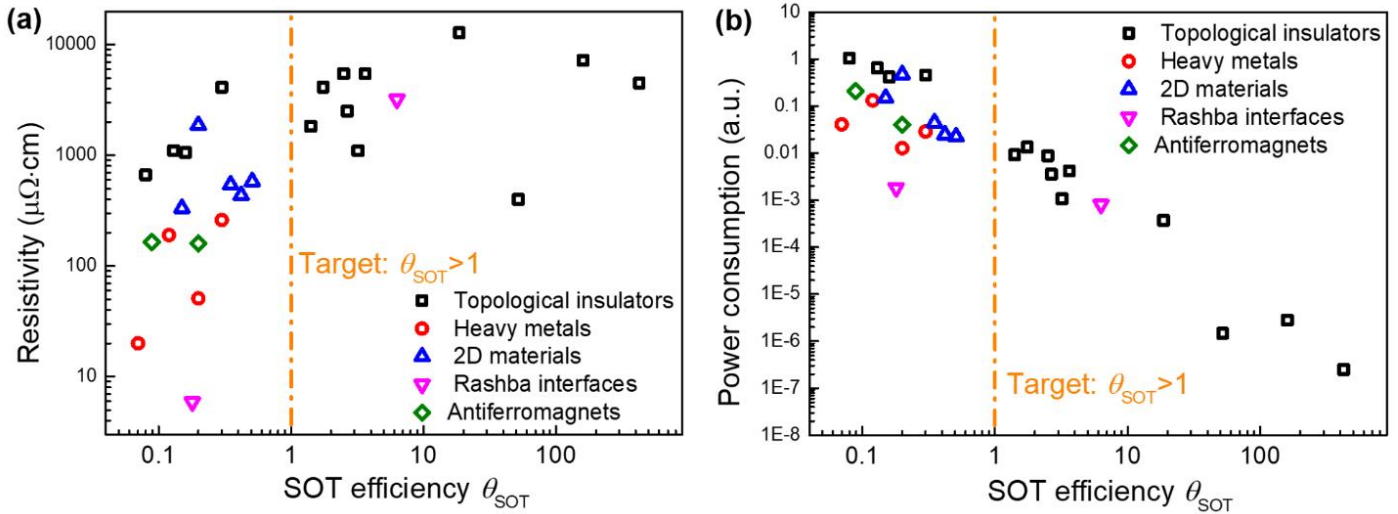 (a)
Resistivity (μΩ·cm)
10000
1000
100
10
0.1 1 10 100
SOT efficiency θSOT
Target: θSOT>1
Topological insulators
Heavy metals
2D materials
Rashba interfaces
Antiferromagnets
(b)
Power consumption (a.u.)
1
0.1
0.01
1E-3
1E-4
1E-5
1E-6
1E-7
1E-8
0.1 1 10 100
SOT efficiency θSOT
Topological insulators
Heavy metals
2D materials
Rashba interfaces
Antiferromagnets
Target: θSOT>1